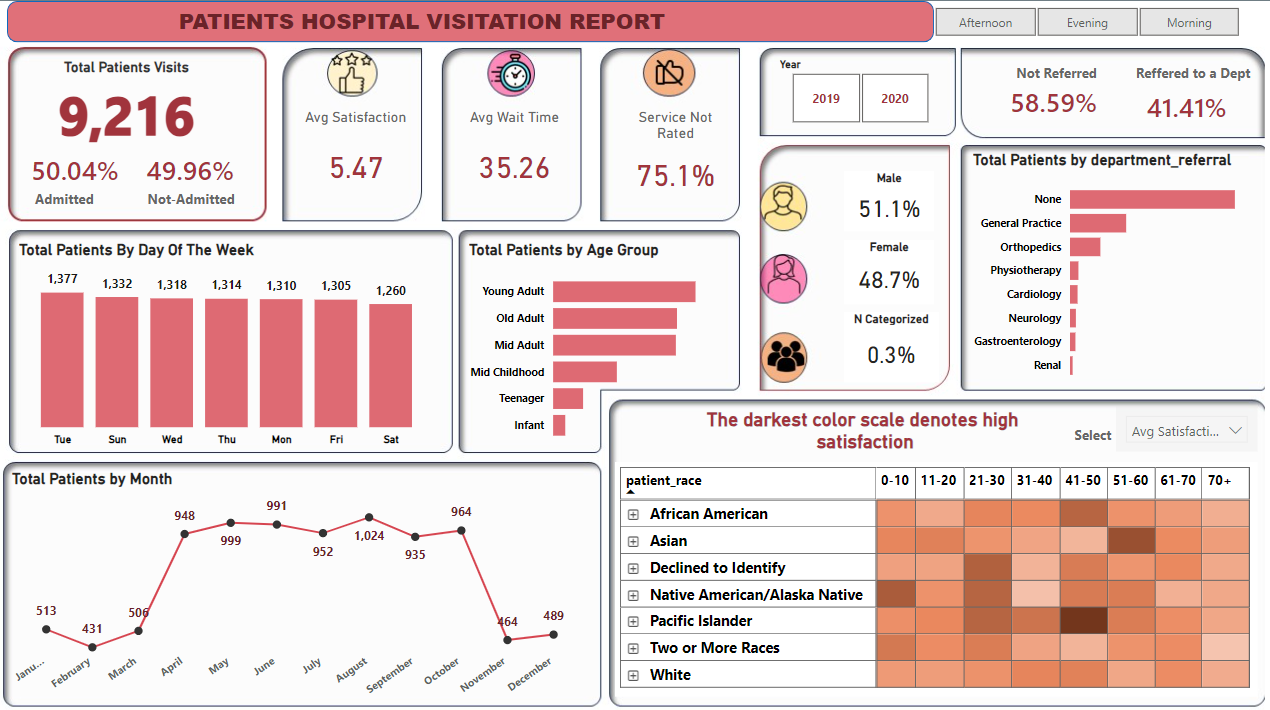 PATIENTS HOSPITAL VISITATION REPORT
Afternoon
Evening
Morning
Total Patients Visits
9,216
50.04%
49.96%
Admitted
Not-Admitted
Avg Satisfaction
5.47
Avg Wait Time
35.26
Service Not
Rated
75.1%
Year
2019
2020
Not Referred
58.59%
Reffered to a Dept
41.41%
Male
51.1%
Female
48.7%
N Categorized
0.3%
Total Patients by department_referral
None
General Practice
Orthopedics
Physiotherapy
Cardiology
Neurology
Gastroenterology
Renal
Total Patients By Day Of The Week
1,377
1,332
1,318
1,314
1,310
1,305
1,260
Tue
Sun
Wed
Thu
Mon
Fri
Sat
Total Patients by Age Group
Young Adult
Old Adult
Mid Adult
Mid Childhood
Teenager
Infant
Total Patients by Month
513
431
506
948
999
991
952
1,024
935
964
464
489
Janu...
February
March
April
May
June
July
August
September
October
November
December
The darkest color scale denotes high
satisfaction
Select
Avg Satisfacti...
patient_race
0-10
11-20
21-30
31-40
41-50
51-60
61-70
70+
African American
Asian
Declined to Identify
Native American/Alaska Native
Pacific Islander
Two or More Races
White